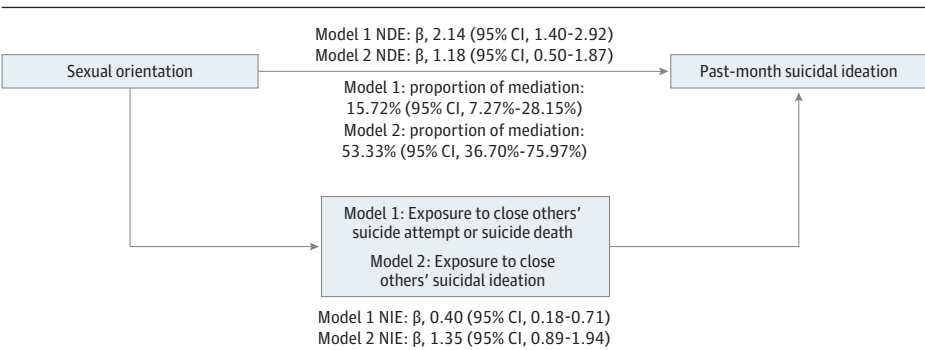 Model 1 NDE: β, 2.14 (95% CI, 1.40-2.92)
Model 2 NDE: β, 1.18 (95% CI, 0.50-1.87)
Sexual orientation
Past-month suicidal ideation
Model 1: proportion of mediation:
15.72% (95% CI, 7.27%-28.15%)
Model 2: proportion of mediation:
53.33% (95% CI, 36.70%-75.97%)
Model 1: Exposure to close others’
suicide attempt or suicide death
Model 2: Exposure to close
others’ suicidal ideation
Model 1 NIE: β, 0.40 (95% CI, 0.18-0.71)
Model 2 NIE: β, 1.35 (95% CI, 0.89-1.94)